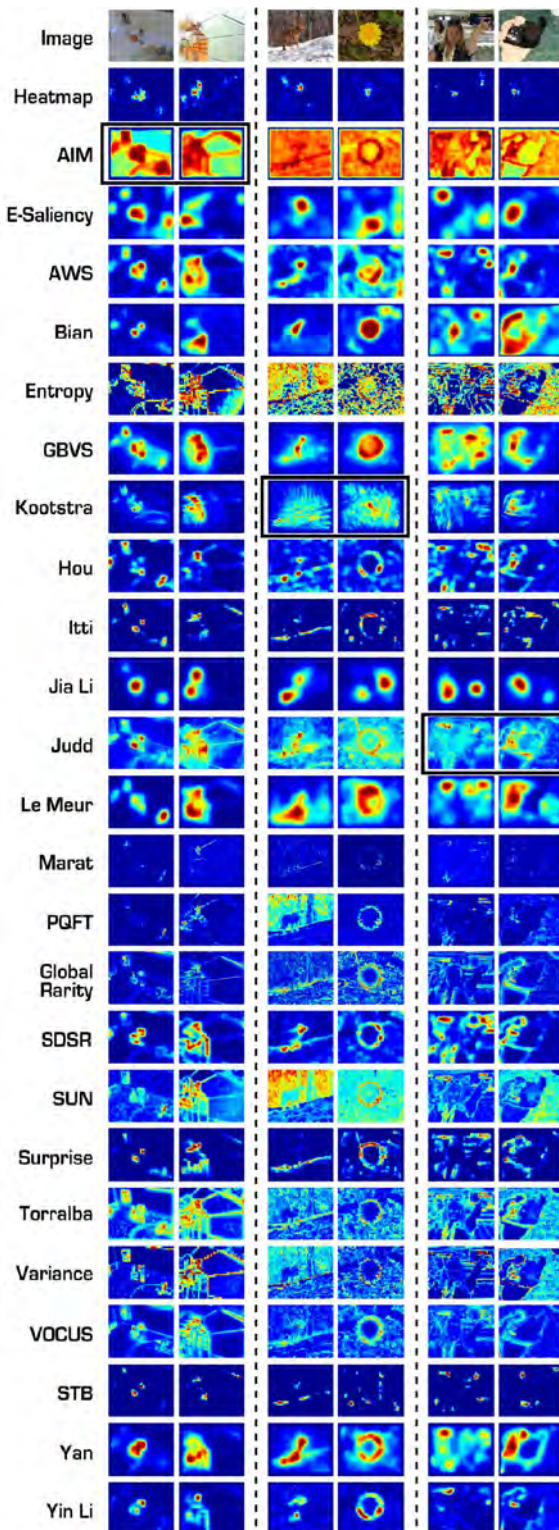 Image
Heatmap
AIM
E-Saliency
AWS
Bian
Entropy
GBVS
Kootstra
Hou
Itti
Jia Li
Judd
Le Meur
Marat
PQFT
Global
Rarity
SDSR
SUN
Surprise
Torralba
Variance
VOCUS
STB
Yan
Yin Li